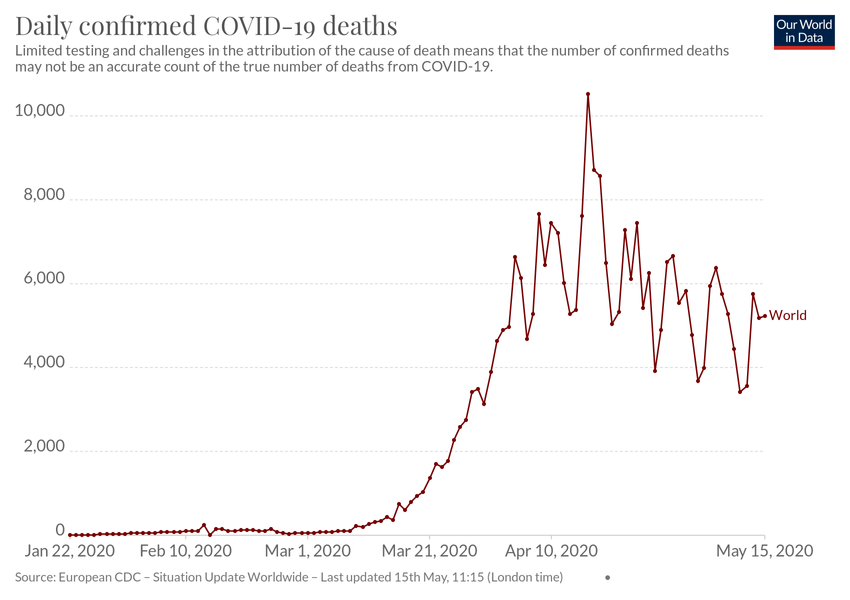 Daily confirmed COVID-19 deaths
Our World
in Data
Limited testing and challenges in the attribution of the cause of death means that the number of confirmed deaths
may not be an accurate count of the true number of deaths from COVID-19.
10,000
8,000
6,000
4,000
2,000
0
World
Jan 22, 2020
Feb 10, 2020
Mar 1, 2020
Mar 21, 2020
Apr 10, 2020
May 15, 2020
Source: European CDC – Situation Update Worldwide – Last updated 15th May, 11:15 (London time)